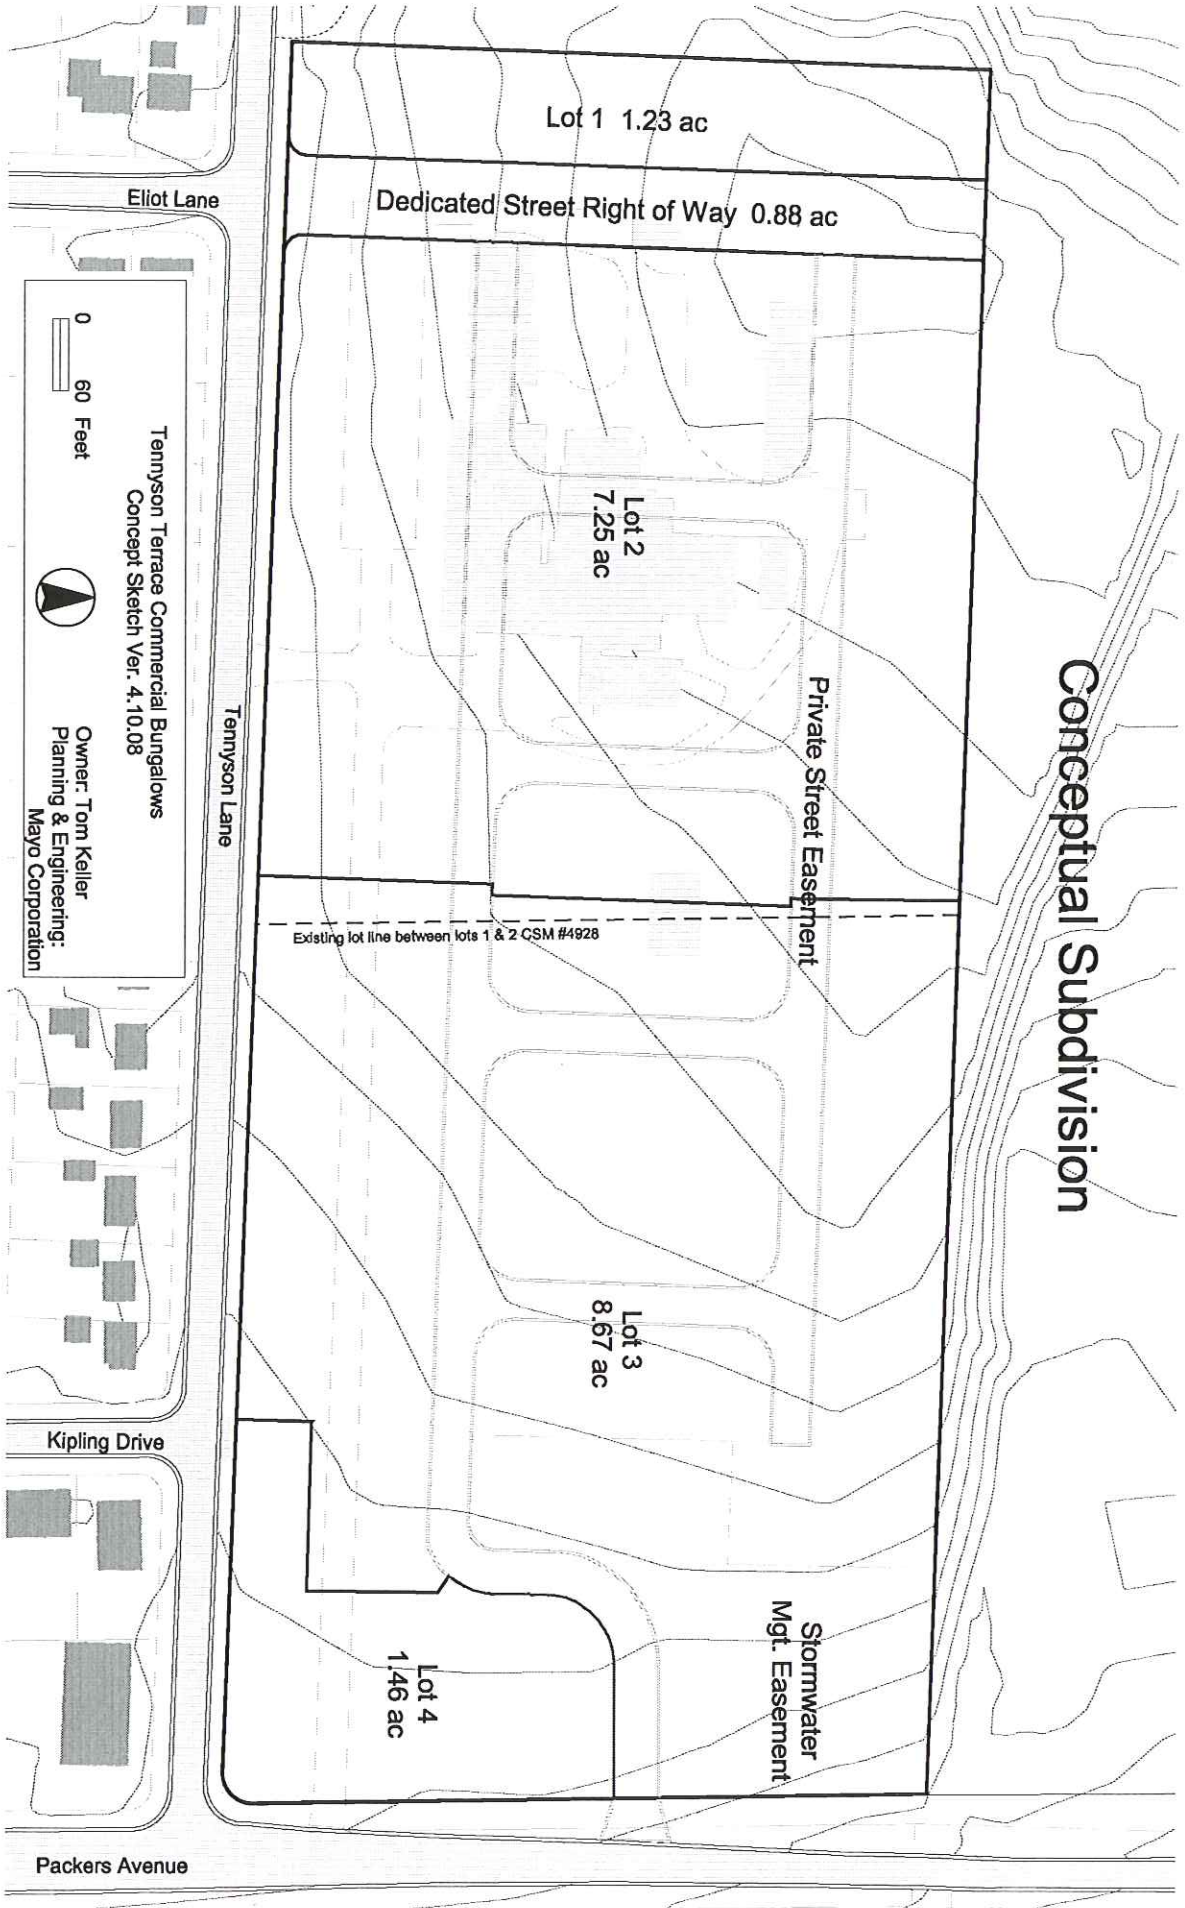 Conceptual Subdivision
Lot 1 1.23 ac
Dedicated Street Right of Way 0.88 ac
Eliot Lane
Lot 2
7.25 ac
Private Street Easement
Existing lot line between lots 1 & 2 CSM #4928
Tennyson Lane
Lot 3
8.67 ac
Stormwater
Mgt. Easement
Lot 4
1.46 ac
Kipling Drive
Packers Avenue
Tennyson Terrace Commercial Bungalows
Concept Sketch Ver. 4.10.08
0 60 Feet
Owner: Tom Keller
Planning & Engineering:
Mayo Corporation